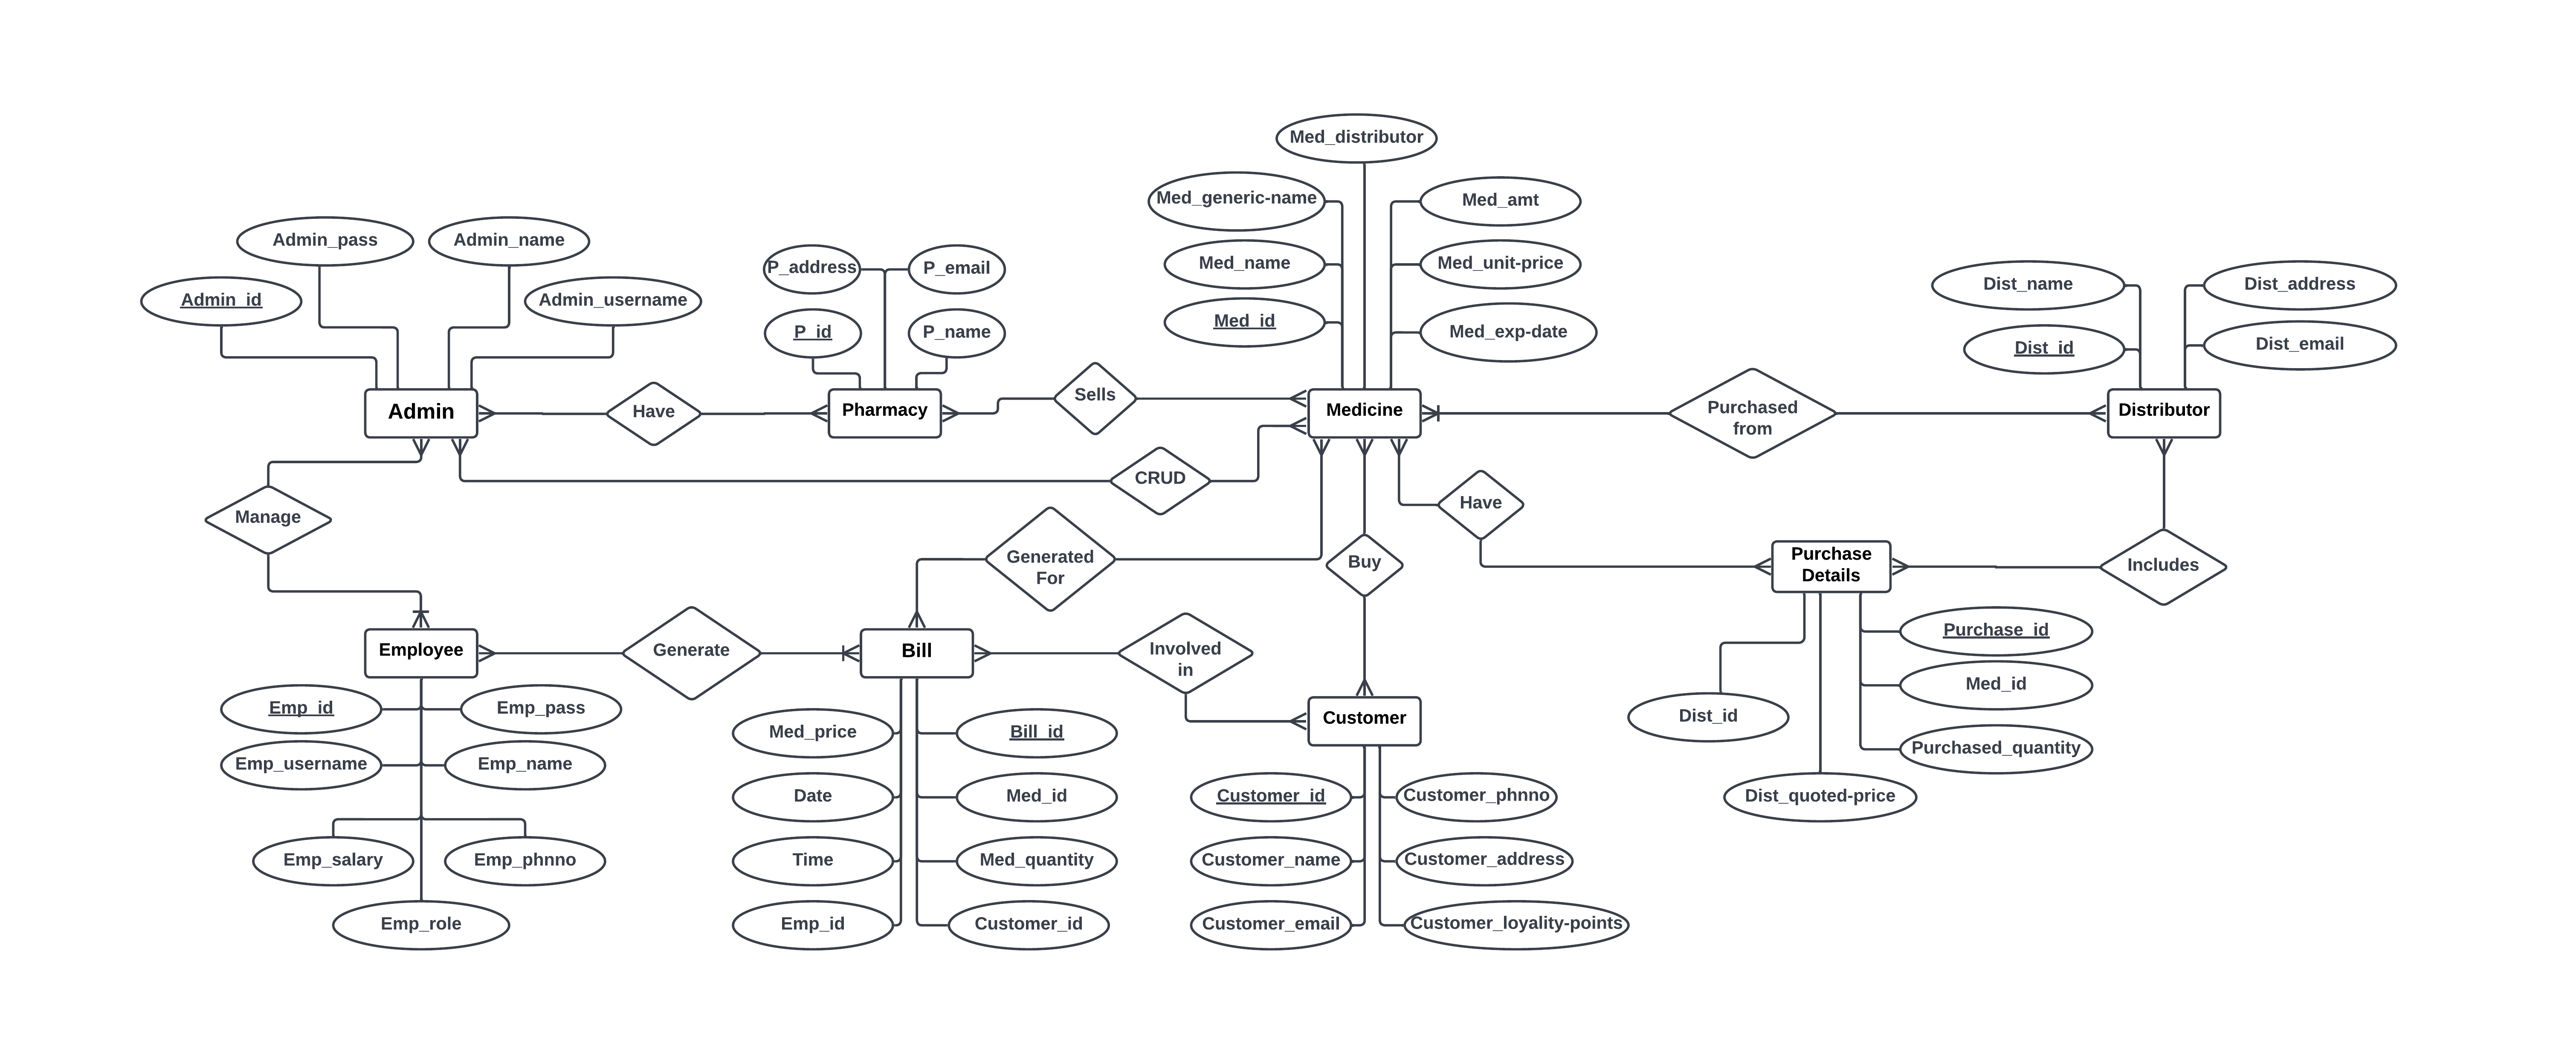 Med_distributor
Med_generic-name
Med_amt
Admin_pass
Admin_name
P_address
P_email
Med_name
Med_unit-price
Dist_name
Dist_address
Admin_id
Admin_username
P_id
P_name
Med_id
Med_exp-date
Dist_id
Dist_email
Admin
Have
Pharmacy
Sells
Medicine
Purchased
from
Distributor
CRUD
Manage
Have
Generated
For
Buy
Purchase
Details
Includes
Employee
Generate
Bill
Involved
in
Customer
Purchase_id
Med_id
Dist_id
Purchased_quantity
Dist_quoted-price
Emp_id
Emp_pass
Emp_username
Emp_name
Emp_salary
Emp_phnno
Emp_role
Med_price
Bill_id
Date
Med_id
Time
Med_quantity
Emp_id
Customer_id
Customer_id
Customer_phnno
Customer_name
Customer_address
Customer_email
Customer_loyality-points